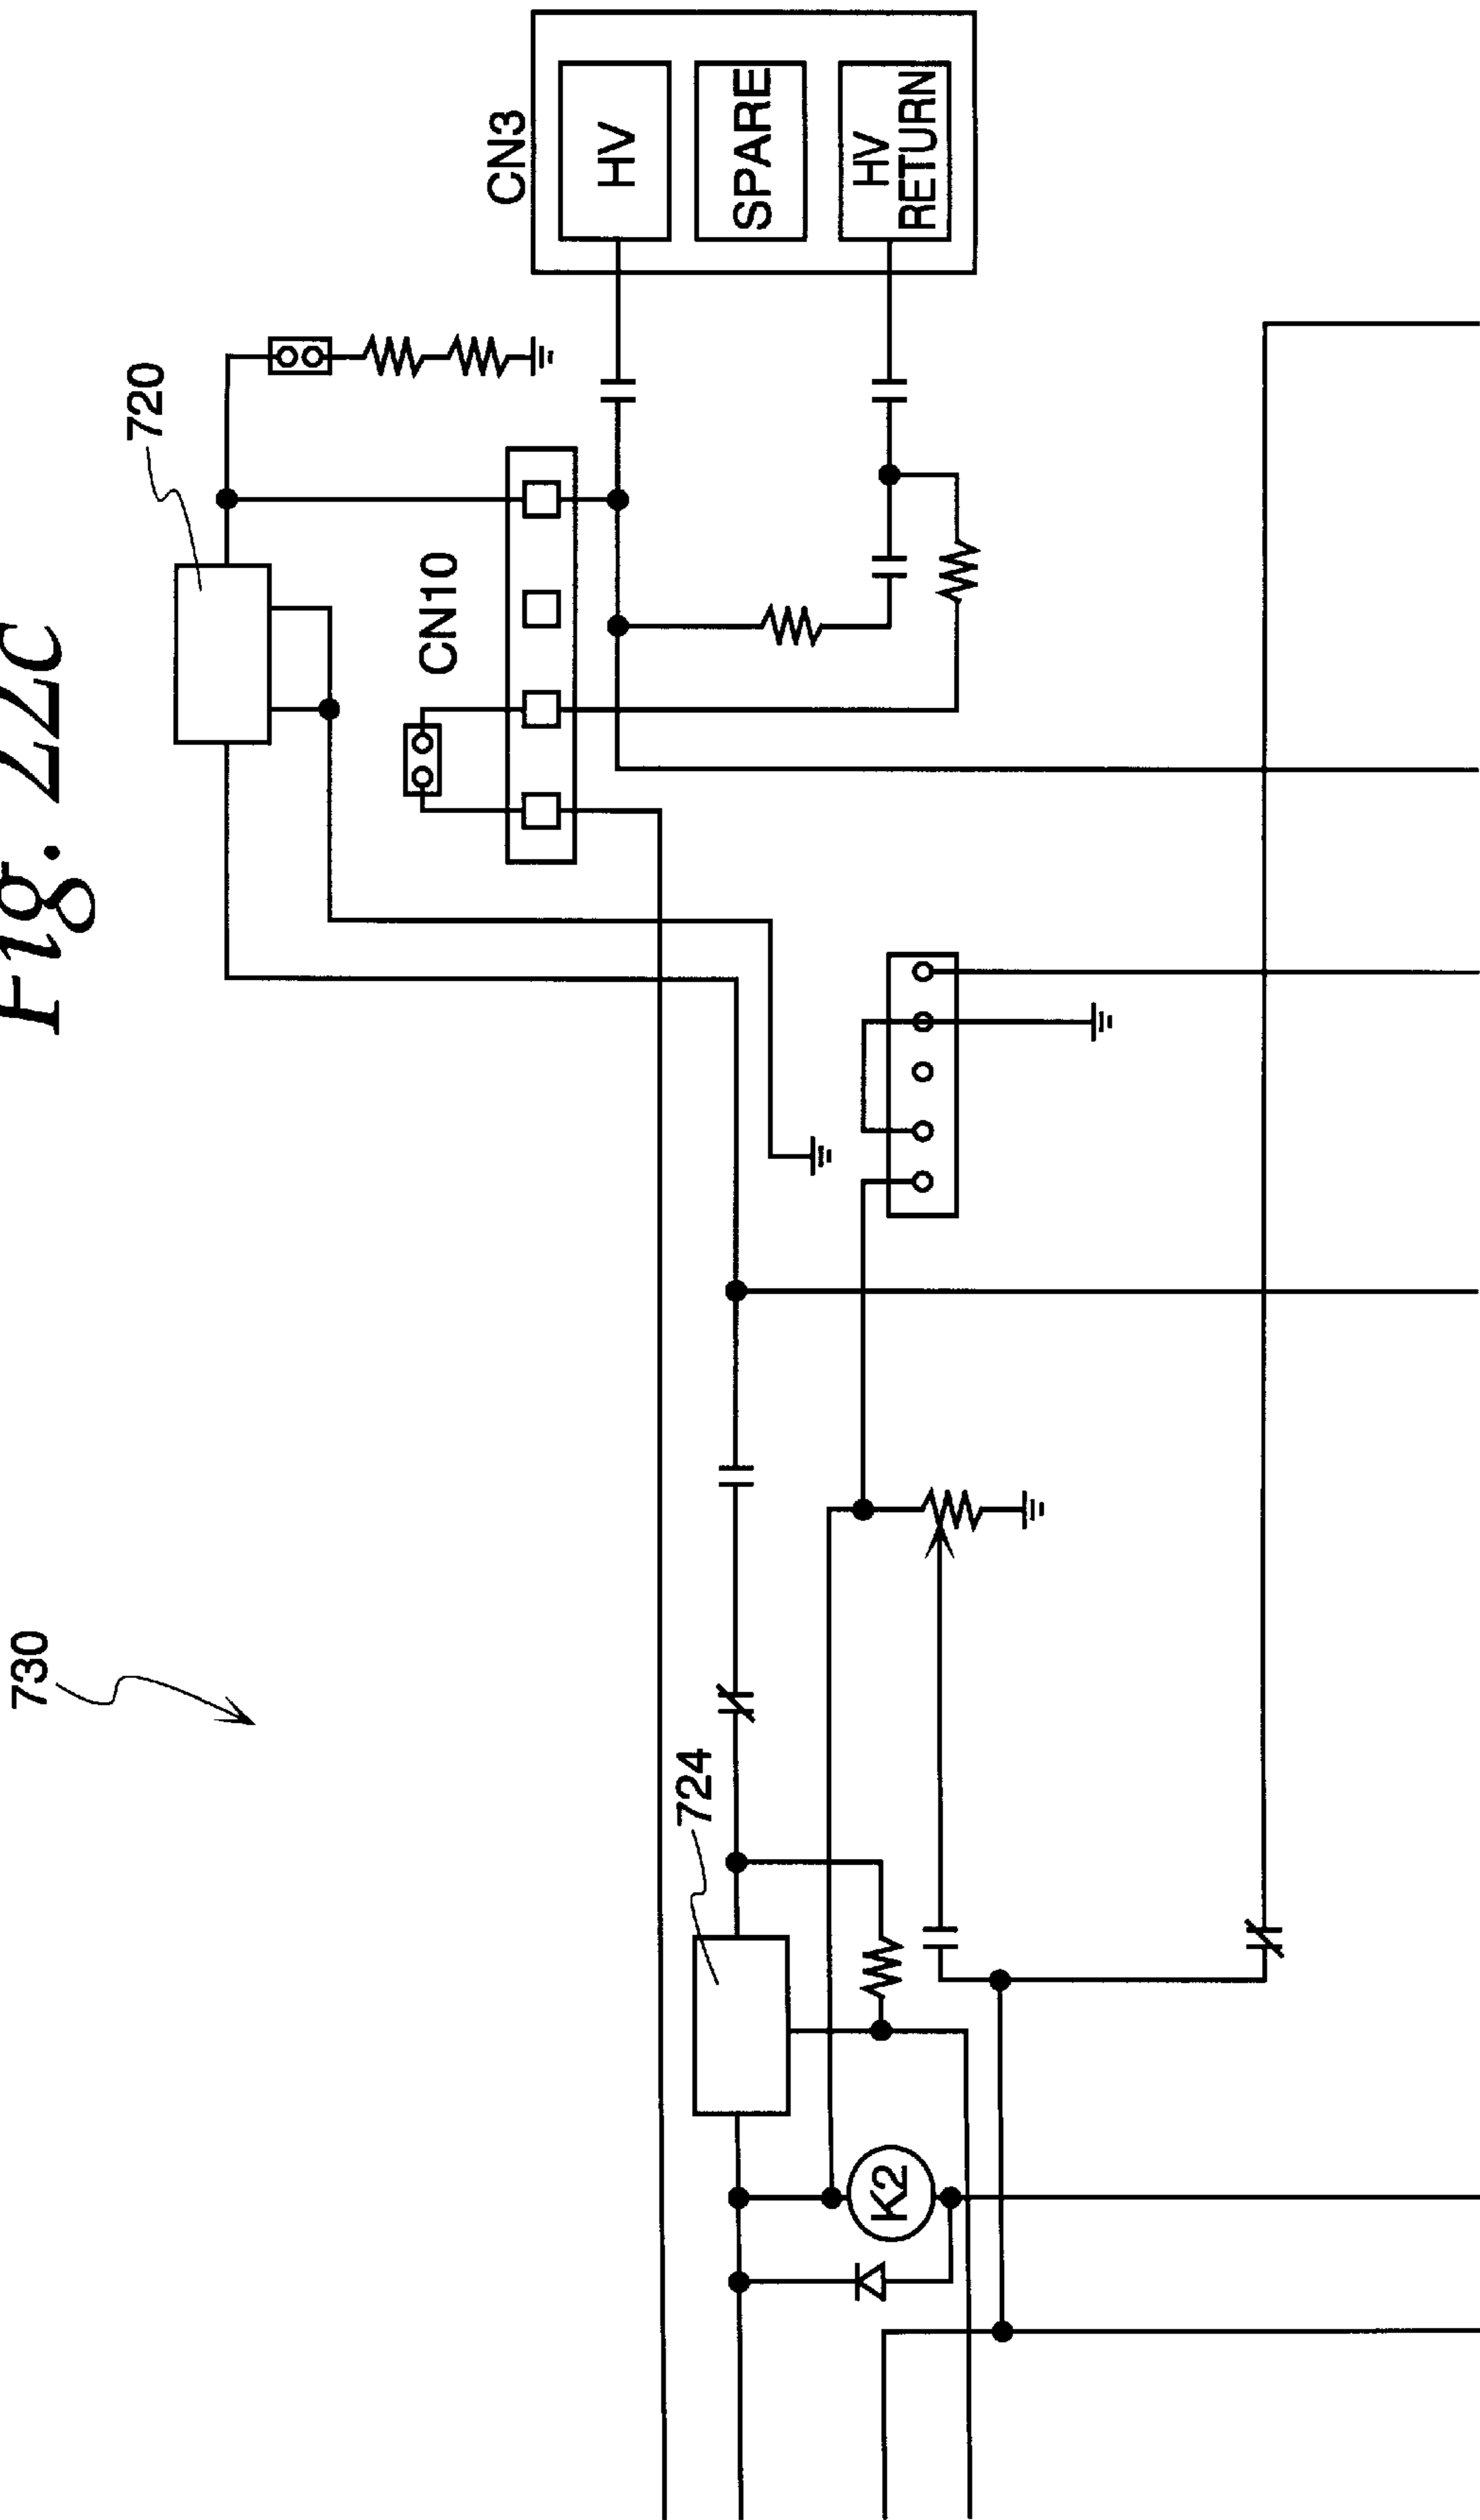 Fig. 22C
730
720
724
CN3
HV
SPARE
HV
RETURN
CN10
K2